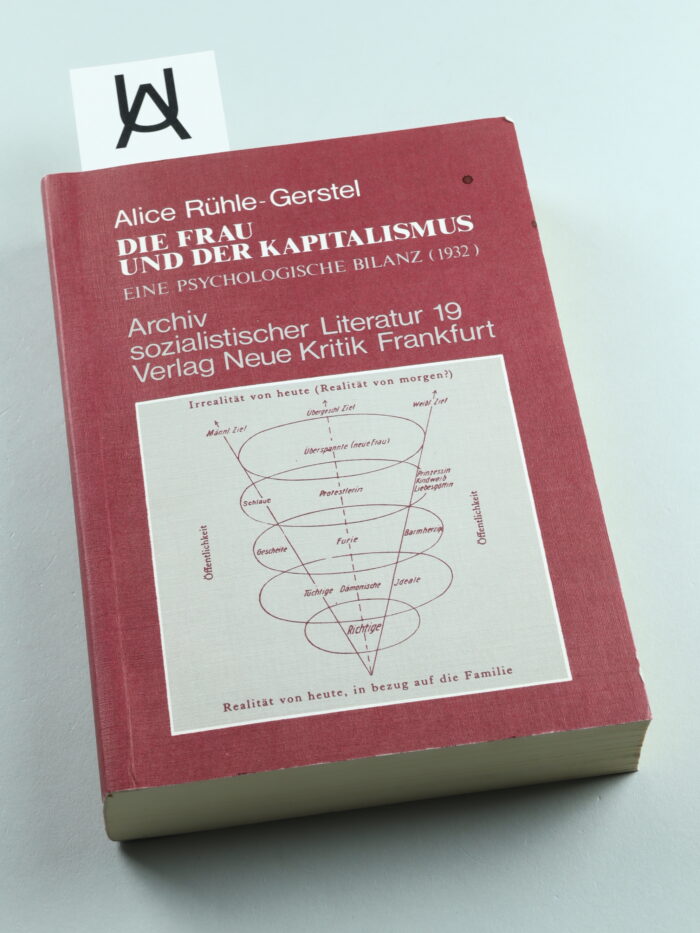 Alice Rühle-Gerstel
DIE FRAU
UND DER KAPITALISMUS
EINE PSYCHOLOGISCHE BILANZ (1932)
Archiv
sozialistischer Literatur 19
Verlag Neue Kritik Frankfurt
Irrealität von heute (Realität von morgen?)
Männl Ziel
Übergeschl Ziel
Weibl Ziel
Überspannte (neue Frau)
Schlaue
Protestlerin
Prinzessin
Kindweib
Liebesgöttin
Öffentlichkeit
Gescheite
Furie
Barmherzig
Öffentlichkeit
Tüchtige
Dämonische
Ideale
Richtige
Realität von heute, in bezug auf die Familie